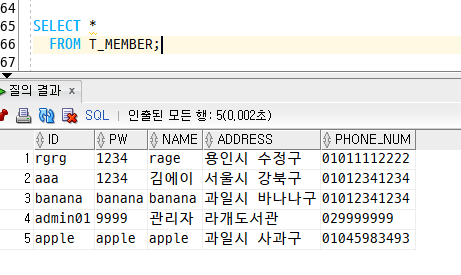 64
65 SELECT *
66 FROM T_MEMBER;
67
질의 결과 x
SQL | 인출된 모든 행: 5(0,002초)
ID PW NAME ADDRESS PHONE_NUM
1 rgrg 1234 rage 용인시 수정구 01011112222
2 aaa 1234 김에이 서울시 강북구 01012341234
3 banana banana banana 과일시 바나나구 01012341234
4 admin01 9999 관리자 라개도서관 029999999
5 apple apple apple 과일시 사과구 01045983493